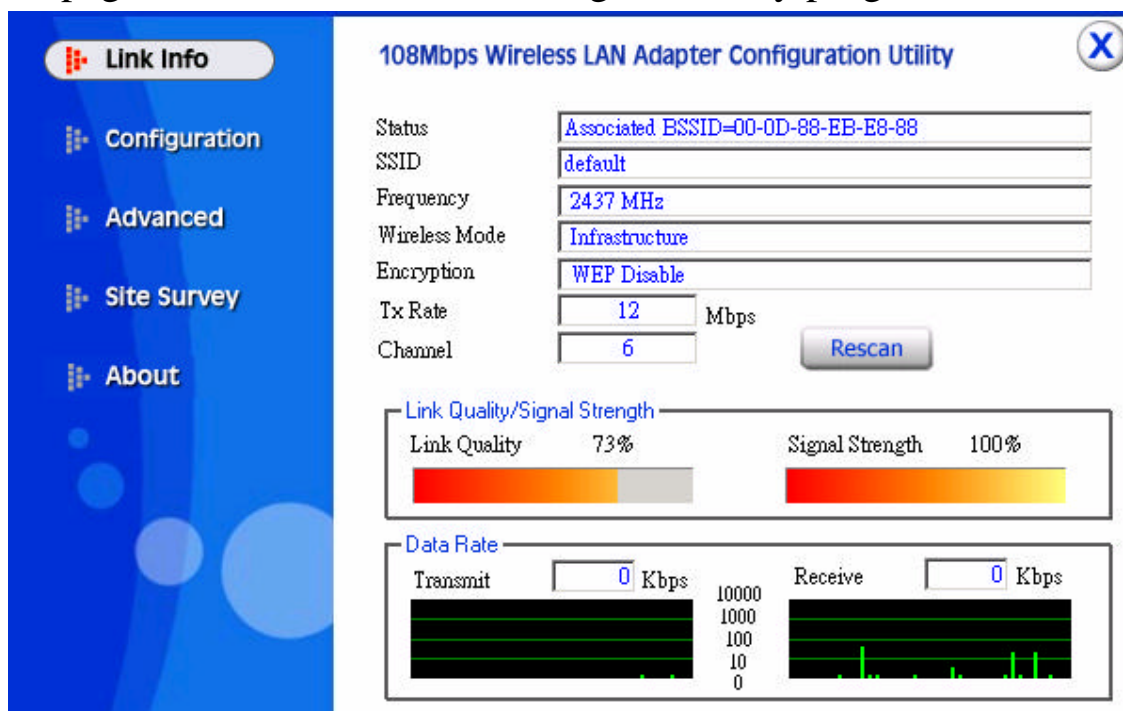 Link Info
Configuration
Advanced
Site Survey
About
108Mbps Wireless LAN Adapter Configuration Utility
X
Status Associated BSSID=00-0D-88-EB-E8-88
SSID default
Frequency 2437 MHz
Wireless Mode Infrastructure
Encryption WEP Disable
Tx Rate 12 Mbps
Channel 6 Rescan
Link Quality/Signal Strength
Link Quality 73% Signal Strength 100%
Data Rate
Transmit 0 Kbps Receive 0 Kbps
10000
1000
100
10
0